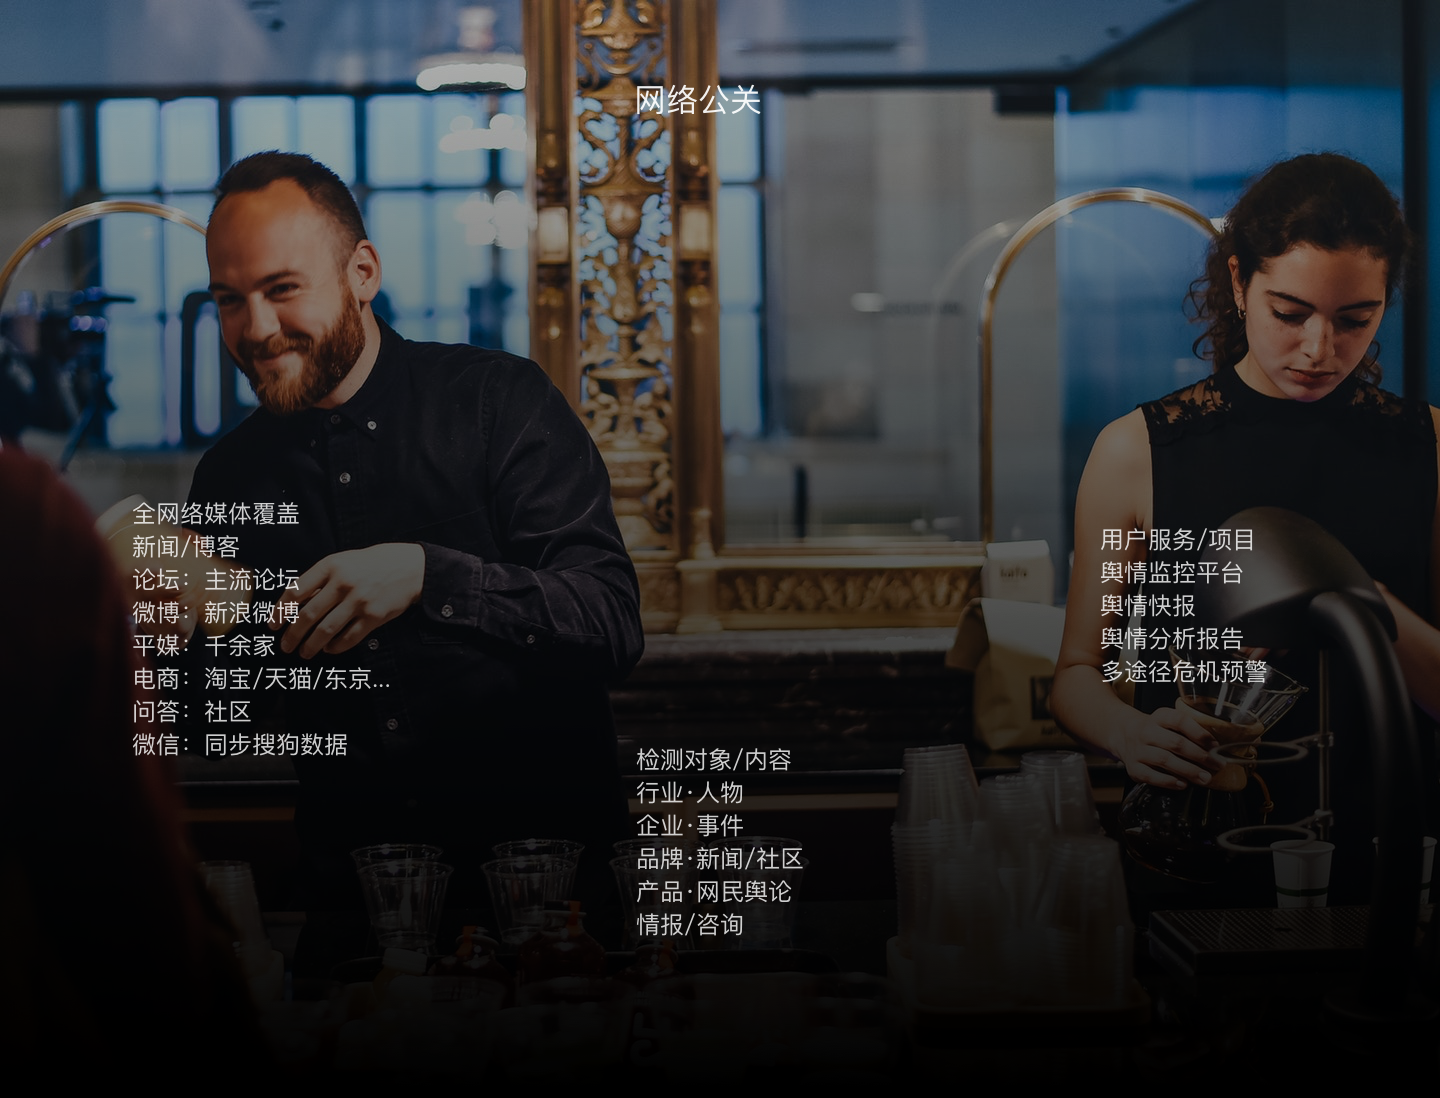 网络公关
全网络媒体覆盖
新闻/博客
论坛：主流论坛
微博：新浪微博
平媒：千余家
电商：淘宝/天猫/东京...
问答：社区
微信：同步搜狗数据
检测对象/内容
行业·人物
企业·事件
品牌·新闻/社区
产品·网民舆论
情报/咨询
用户服务/项目
舆情监控平台
舆情快报
舆情分析报告
多途径危机预警